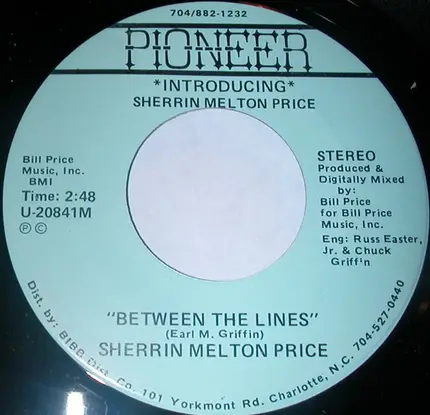 704/882-1232
PIONEER
*INTRODUCING*
SHERRIN MELTON PRICE
Bill Price
Music, Inc.
BMI
Time: 2:48
U-20841M
Ⓟ©
STEREO
Produced &
Digitally Mixed
by:
Bill Price
for Bill Price
Music, Inc.
Eng: Russ Easter,
Jr. & Chuck
Griff'n
"BETWEEN THE LINES"
(Earl M. Griffin)
SHERRIN MELTON PRICE
Dist. by: BIBB Dist. Co. 101 Yorkmont Rd. Charlotte, N.C. 704-527-0440